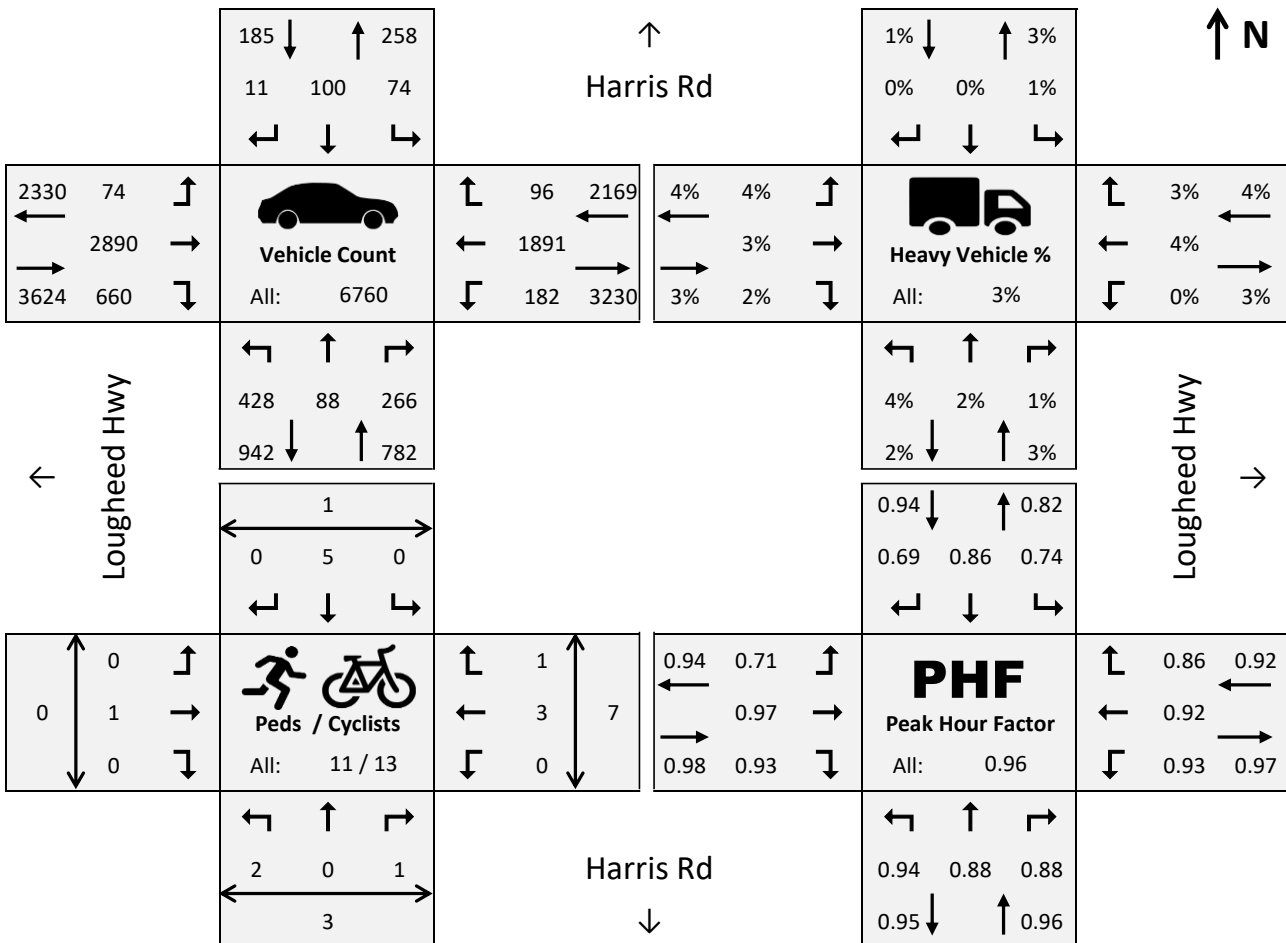 185 258 1% 3% N
11 100 74 Harris Rd 0% 0% 1%
2330 74 96 2169 4% 4% 3% 4%
2890 Vehicle Count 1891 3% Heavy Vehicle % 4%
3624 660 All: 6760 182 3230 3% 2% All: 3% 0% 3%
428 88 266 4% 2% 1%
942 782 2% 3%
Lougheed Hwy Lougheed Hwy
1 0.94 0.82
0 5 0 0.69 0.86 0.74
0 1 0.94 0.71 PHF 0.86 0.92
0 1 Peds / Cyclists 3 7 0.97 Peak Hour Factor 0.92
0 All: 11 / 13 0 0.98 0.93 All: 0.96 0.93 0.97
2 0 1 Harris Rd 0.94 0.88 0.88
3 0.95 0.96